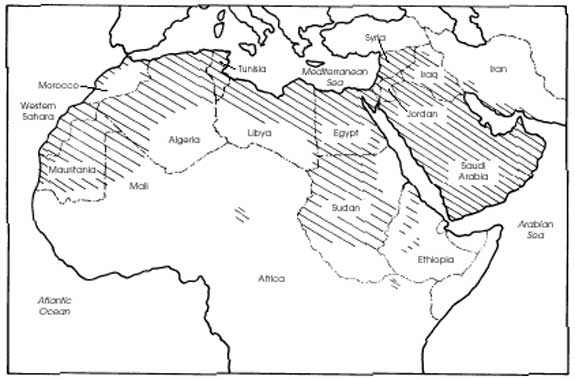 Syria
Tunisia
Mediterranean
Sea
Iraq
Iran
Morocco
Western
Sahara
Jordan
Algeria
Libya
Egypt
Mauritania
Saudi
Arabia
Mali
Sudan
Arabian
Sea
Ethiopia
Africa
Atlantic
Ocean